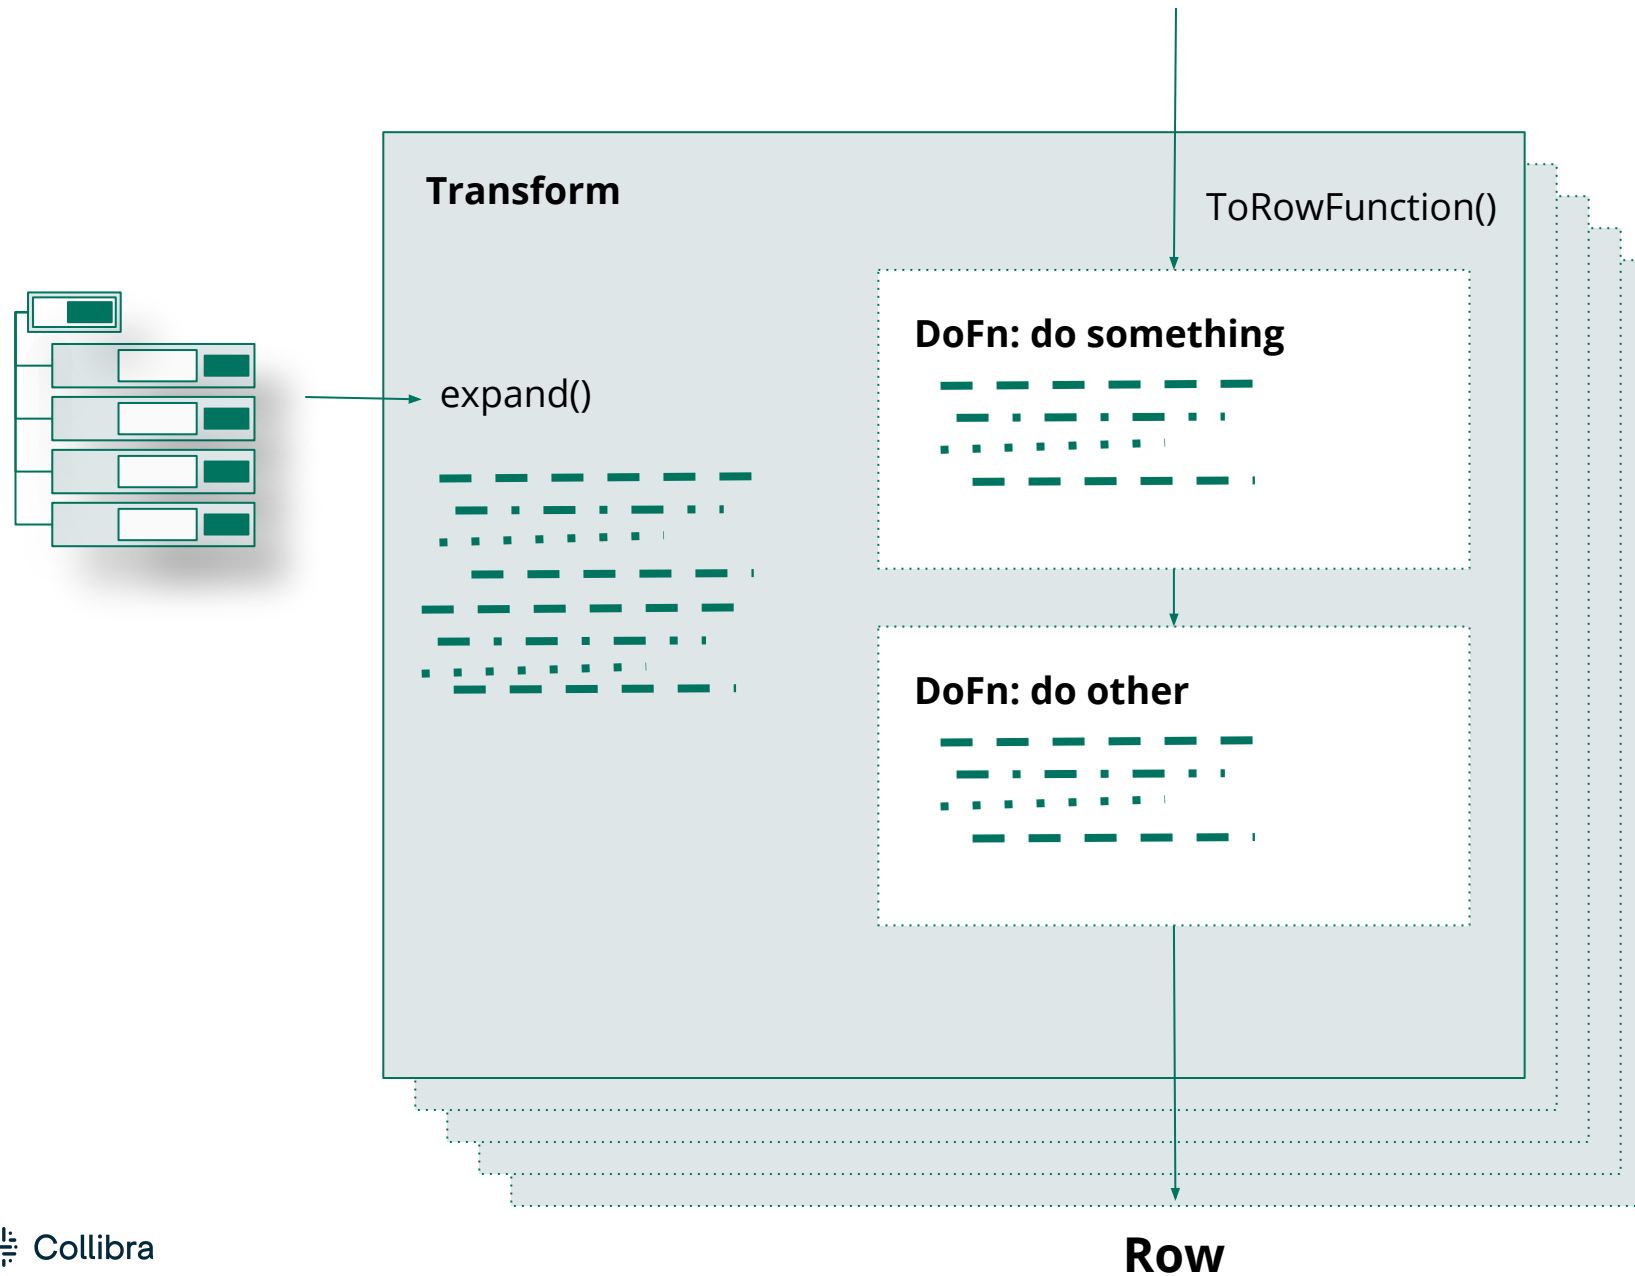 Transform
ToRowFunction()
DoFn: do something
expand()
DoFn: do other
Collibra
Row